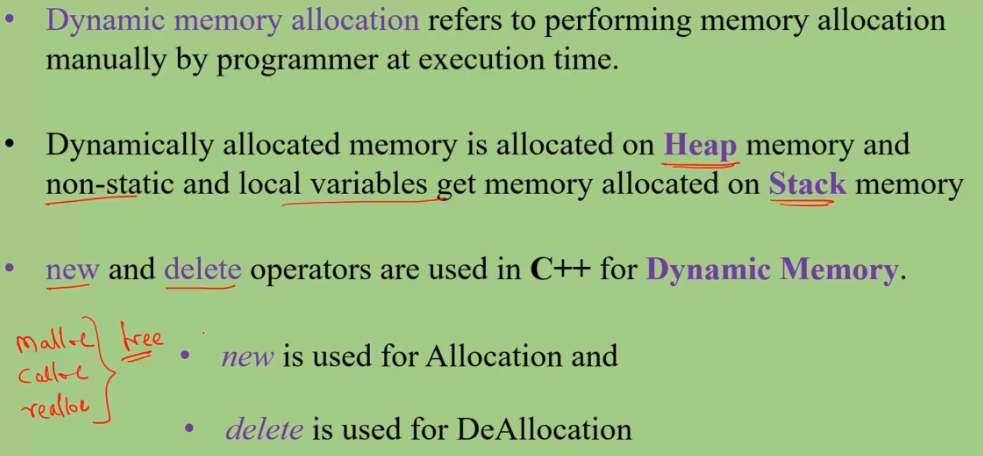 • Dynamic memory allocation refers to performing memory allocation
manually by programmer at execution time.
• Dynamically allocated memory is allocated on Heap memory and
non-static and local variables get memory allocated on Stack memory
• new and delete operators are used in C++ for Dynamic Memory.
malloc free
calloc
realloc
• new is used for Allocation and
• delete is used for DeAllocation